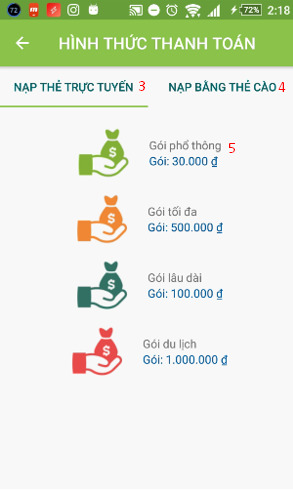 72 72% 2:18
HÌNH THỨC THANH TOÁN
NẠP THẺ TRỰC TUYẾN 3 NẠP BẰNG THẺ CÀO 4
Gói phổ thông 5
Gói: 30.000 ₫
Gói tối đa
Gói: 500.000 ₫
Gói lâu dài
Gói: 100.000 ₫
Gói du lịch
Gói: 1.000.000 ₫